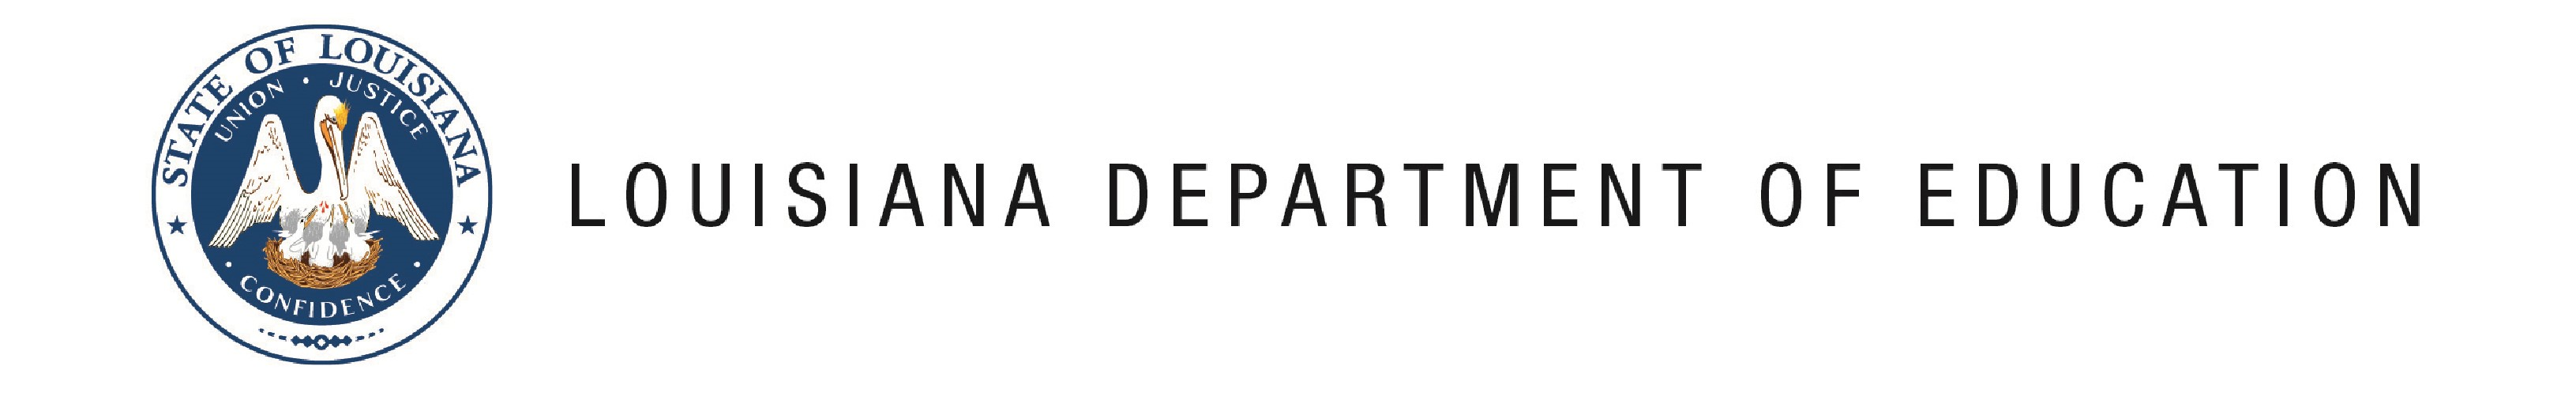 STATE OF LOUISIANA
UNION · JUSTICE
· CONFIDENCE ·
LOUISIANA DEPARTMENT OF EDUCATION